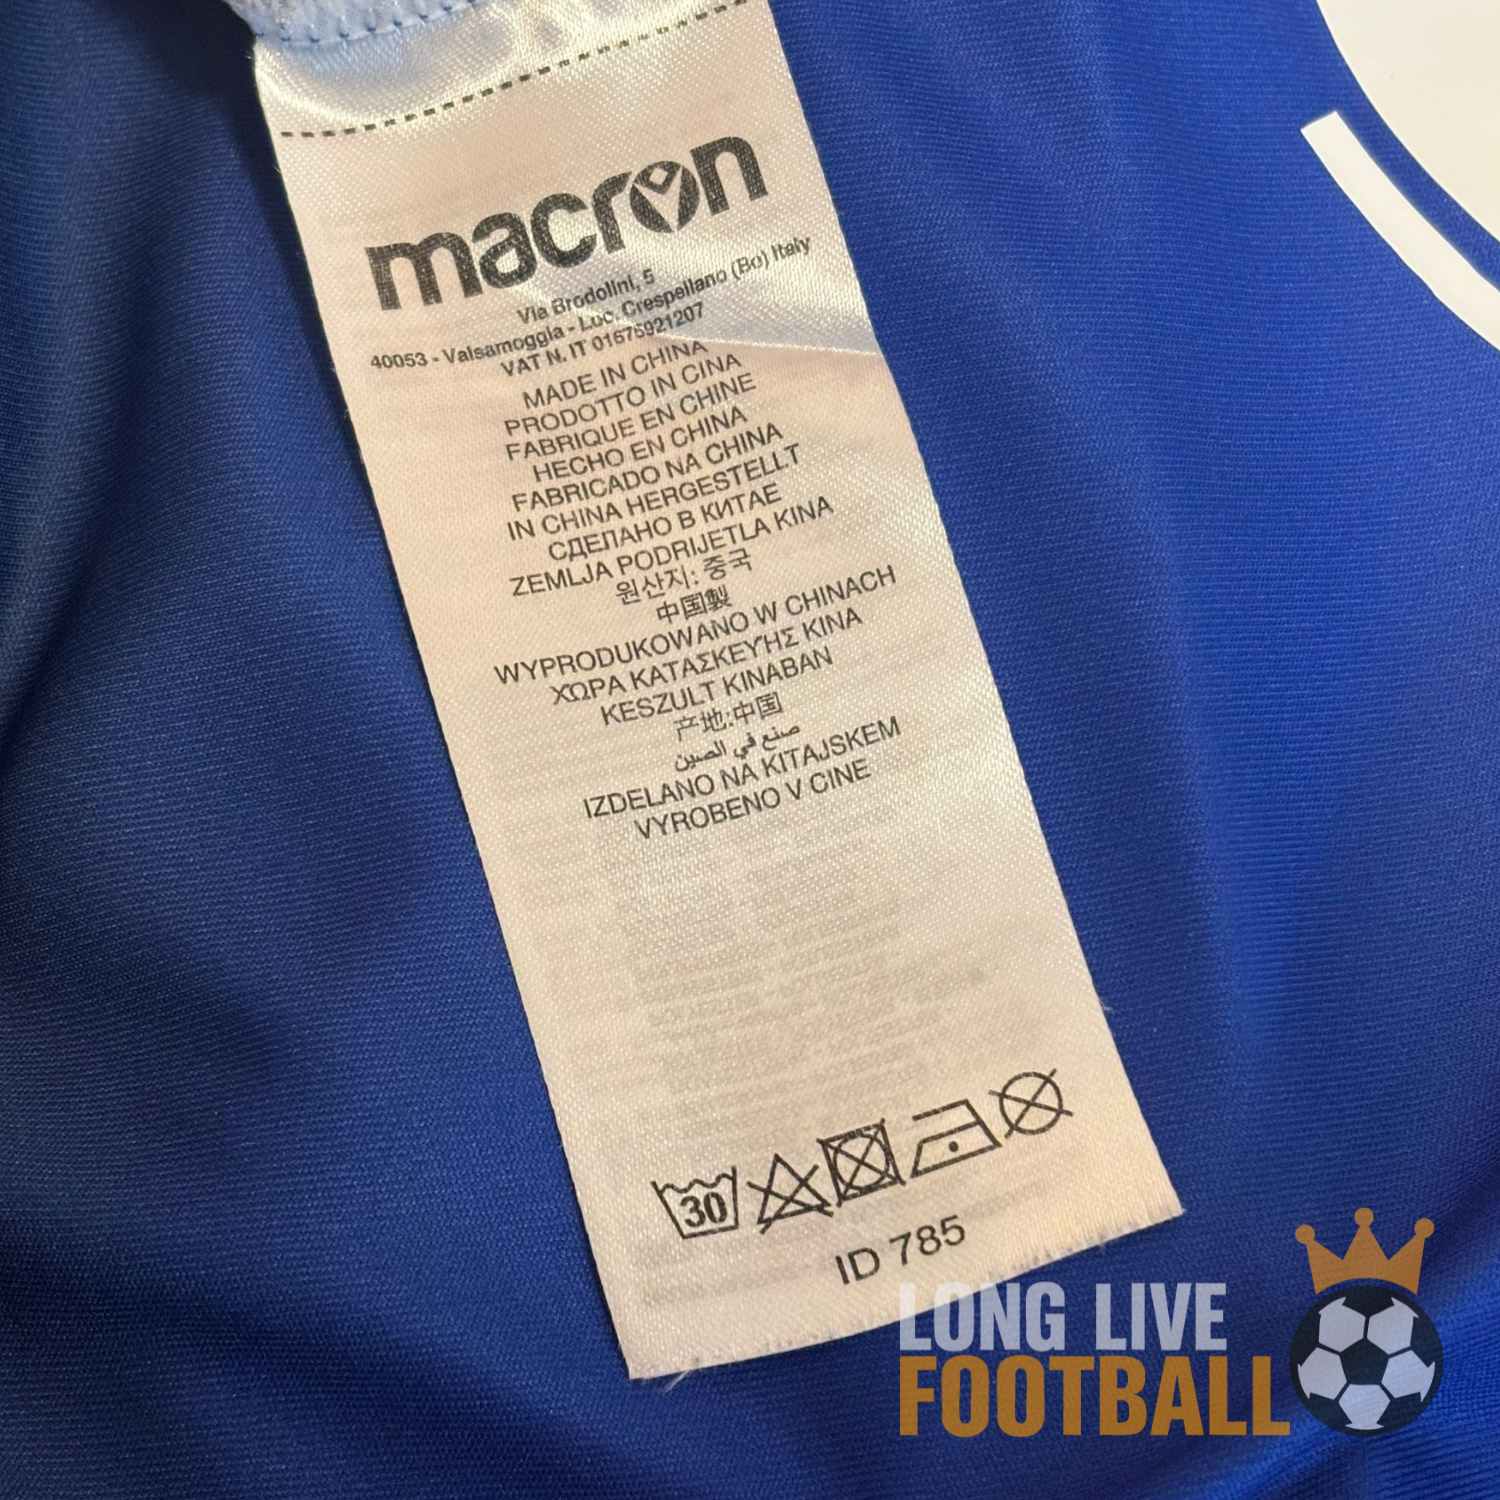 macron
Via Brodolini, 5
40053 - Valsamoggia - Loc. Crespellano (Bo) Italy
VAT N. IT 01675921207
MADE IN CHINA
PRODOTTO IN CINA
FABRIQUE EN CHINE
HECHO EN CHINA
FABRICADO NA CHINA
IN CHINA HERGESTELLT
СДЕЛАНО В КИТАЕ
ZEMLJA PODRIJETLA KINA
원산지: 중국
中国製
WYPRODUKOWANO W CHINACH
ΧΩΡΑ ΚΑΤΑΣΚΕΥΗΣ ΚΙΝΑ
KESZULT KINABAN
产地:中国
صنع في الصين
IZDELANO NA KITAJSKEM
VYROBENO V CINE
30
ID 785
LONG LIVE
FOOTBALL